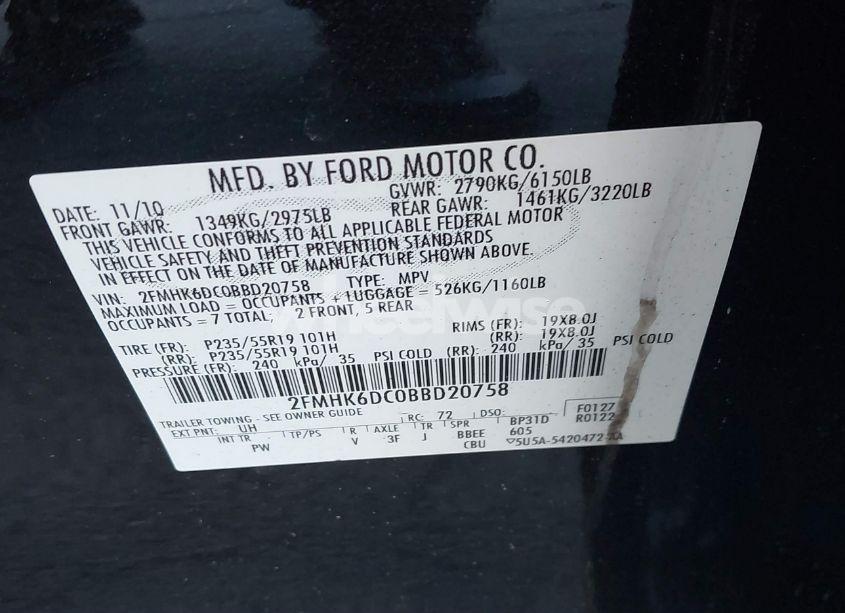 MFD. BY FORD MOTOR CO.
DATE: 11/10 GVWR: 2790KG/6150LB
FRONT GAWR: 1349KG/2975LB REAR GAWR: 1461KG/3220LB
THIS VEHICLE CONFORMS TO ALL APPLICABLE FEDERAL MOTOR
VEHICLE SAFETY AND THEFT PREVENTION STANDARDS
IN EFFECT ON THE DATE OF MANUFACTURE SHOWN ABOVE.
VIN: 2FMHK6DC0BBD20758 TYPE: MPV
MAXIMUM LOAD = OCCUPANTS + LUGGAGE = 526KG/1160LB
OCCUPANTS = 7 TOTAL; 2 FRONT, 5 REAR
TIRE (FR): P235/55R19 101H RIMS (FR): 19X8.0J
(RR): P235/55R19 101H (RR): 19X8.0J
PRESSURE (FR): 240 kPa/ 35 PSI COLD (RR): 240 kPa/ 35 PSI COLD
2FMHK6DC0BBD20758
TRAILER TOWING - SEE OWNER GUIDE RC: 72 DSO: F0127
EXT PNT: UH BP31D R0122
INT TR TP/PS R AXLE TR SPR 605
PW V 3F J BBEE CBU 5U5A-5420472-AA
wheelwise